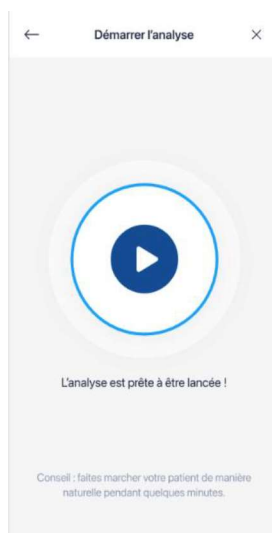 Démarrer l'analyse
L'analyse est prête à être lancée !
Conseil : faites marcher votre patient de manière
naturelle pendant quelques minutes.